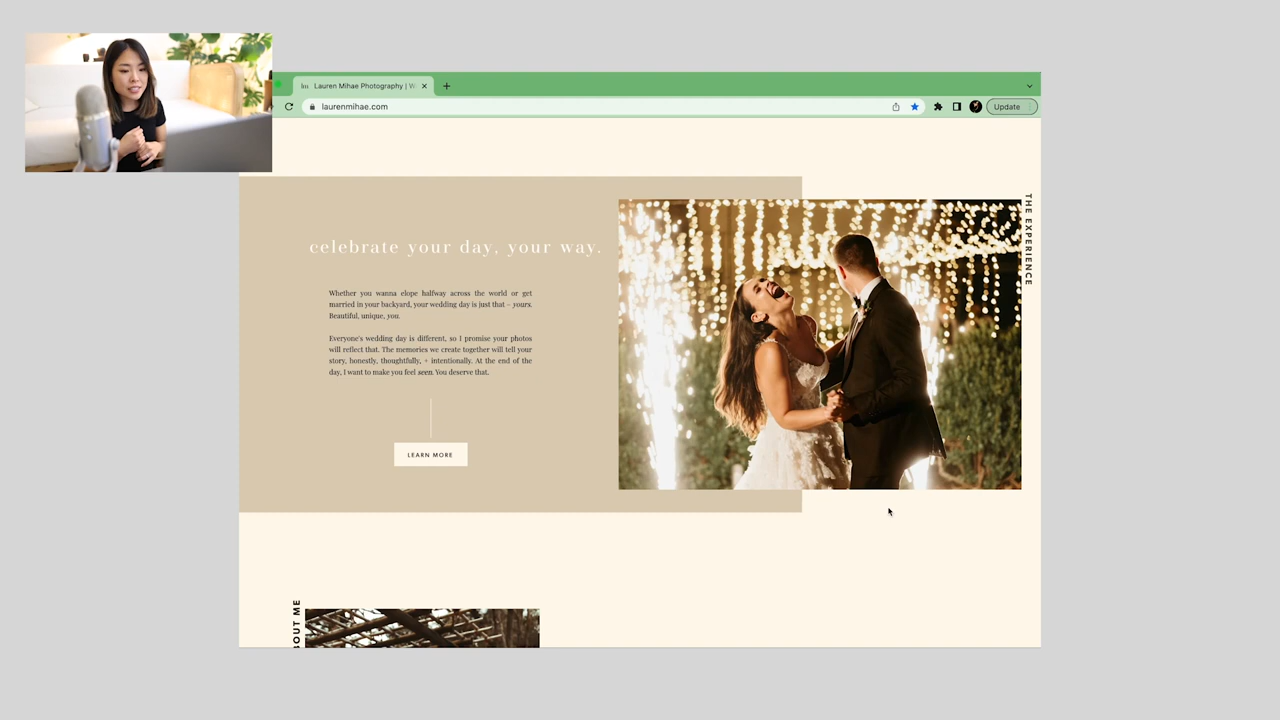 Lauren Mihae Photography | W
laurenmihae.com
Update
THE EXPERIENCE
celebrate your day, your way.
Whether you wanna elope halfway across the world or get
married in your backyard, your wedding day is just that – yours.
Beautiful, unique, you.
Everyone's wedding day is different, so I promise your photos
will reflect that. The memories we create together will tell your
story, honestly, thoughtfully, + intentionally. At the end of the
day, I want to make you feel seen. You deserve that.
LEARN MORE
BOUT ME